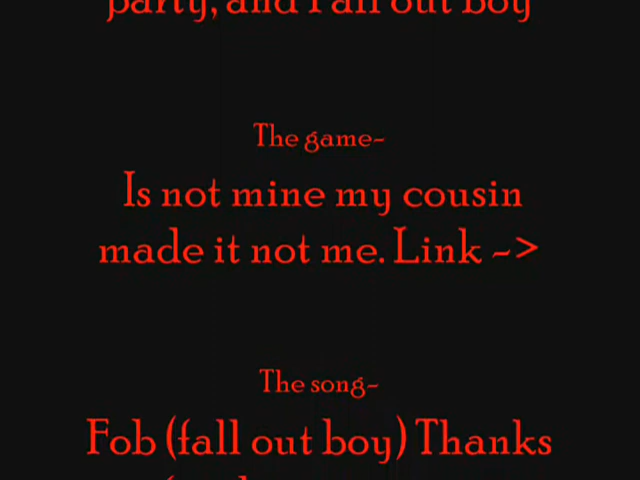 party, and Fall out boy
The game-
Is not mine my cousin
made it not me. Link ->
The song-
Fob (fall out boy) Thanks